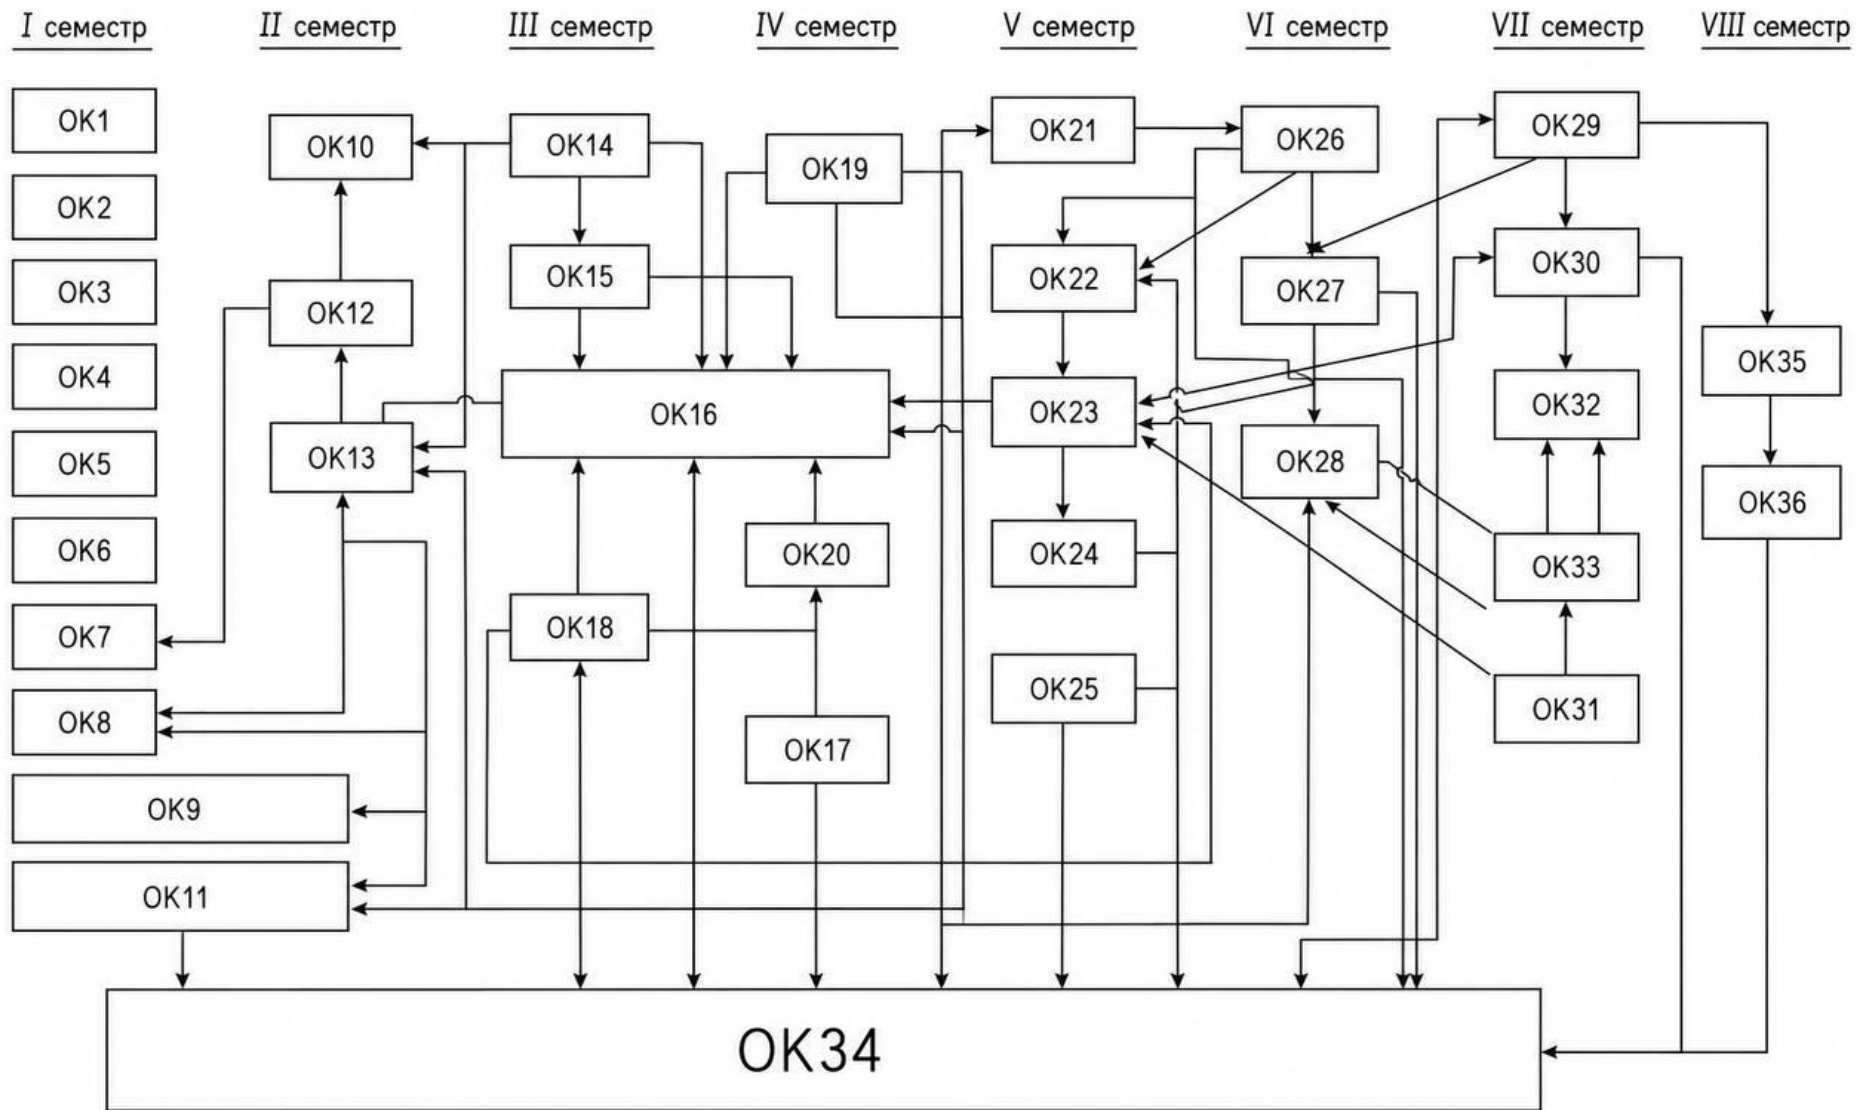 I семестр
II семестр
III семестр
IV семестр
V семестр
VI семестр
VII семестр
VIII семестр
ОК1
ОК2
ОК3
ОК4
ОК5
ОК6
ОК7
ОК8
ОК9
ОК11
ОК10
ОК12
ОК13
ОК14
ОК15
ОК16
ОК18
ОК19
ОК20
ОК17
ОК21
ОК22
ОК23
ОК24
ОК25
ОК26
ОК27
ОК28
ОК29
ОК30
ОК32
ОК33
ОК31
ОК35
ОК36
ОК34